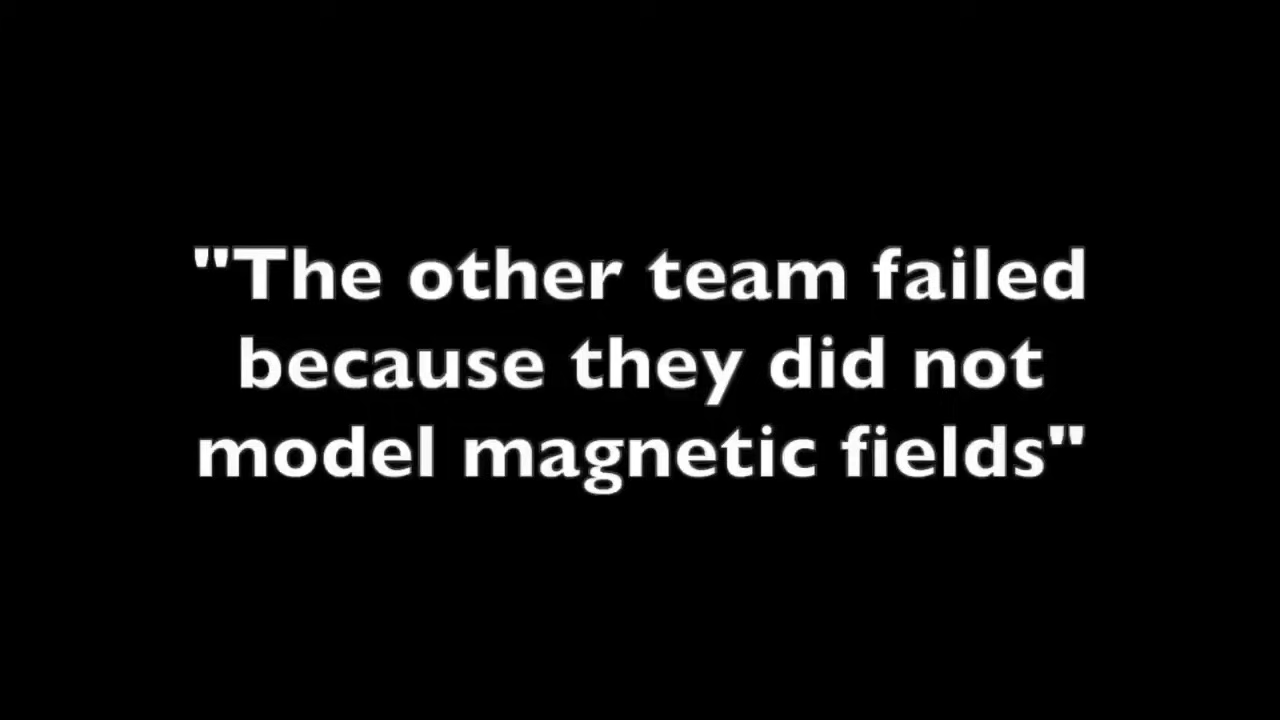 "The other team failed
because they did not
model magnetic fields"